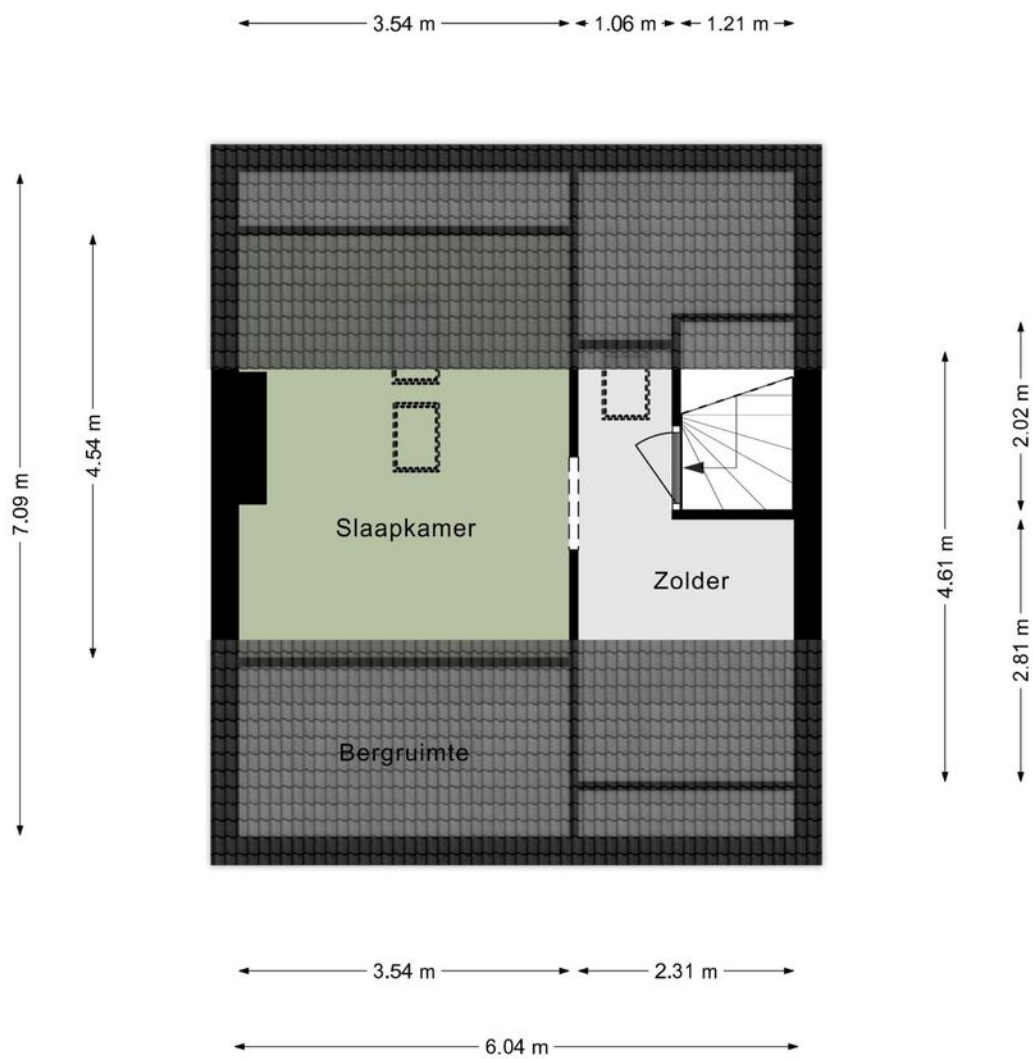 3.54 m
1.06 m
1.21 m
7.09 m
4.54 m
2.02 m
4.61 m
2.81 m
Slaapkamer
Zolder
Bergruimte
3.54 m
2.31 m
6.04 m